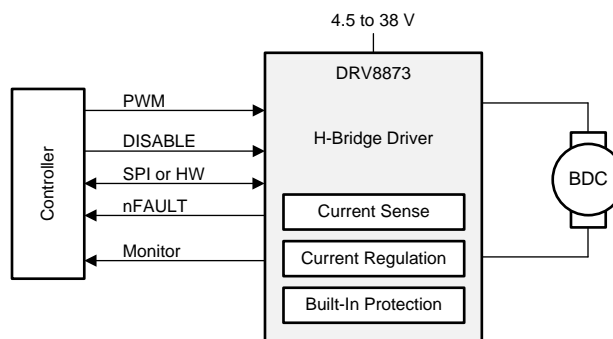 4.5 to 38 V
DRV8873
H-Bridge Driver
Controller
PWM
DISABLE
SPI or HW
nFAULT
Monitor
Current Sense
Current Regulation
Built-In Protection
BDC